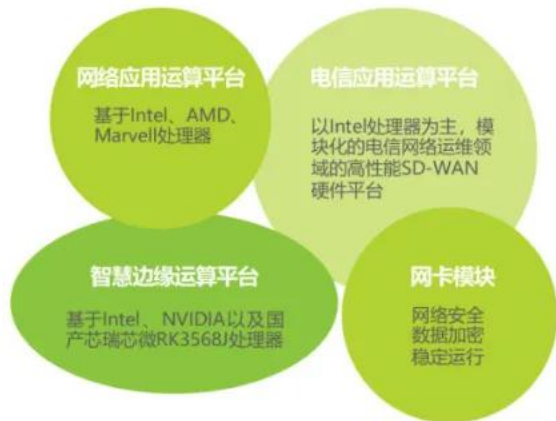 网络应用运算平台
基于Intel、AMD、
Marvell处理器
电信应用运算平台
以Intel处理器为主，模
块化的电信网络运维领
域的高性能SD-WAN
硬件平台
智慧边缘运算平台
基于Intel、NVIDIA以及国
产芯瑞芯微RK3568J处理器
网卡模块
网络安全
数据加密
稳定运行